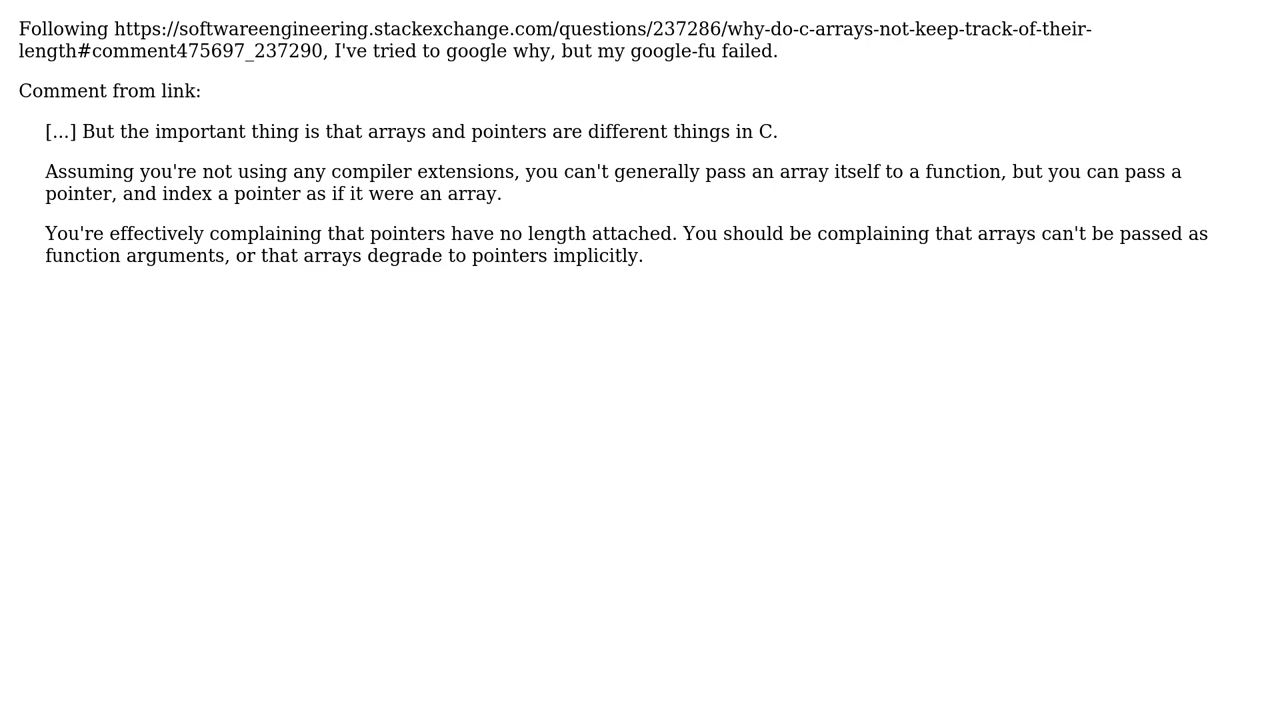 Following https://softwareengineering.stackexchange.com/questions/237286/why-do-c-arrays-not-keep-track-of-their-
length#comment475697_237290, I've tried to google why, but my google-fu failed.
Comment from link:
[...] But the important thing is that arrays and pointers are different things in C.
Assuming you're not using any compiler extensions, you can't generally pass an array itself to a function, but you can pass a
pointer, and index a pointer as if it were an array.
You're effectively complaining that pointers have no length attached. You should be complaining that arrays can't be passed as
function arguments, or that arrays degrade to pointers implicitly.